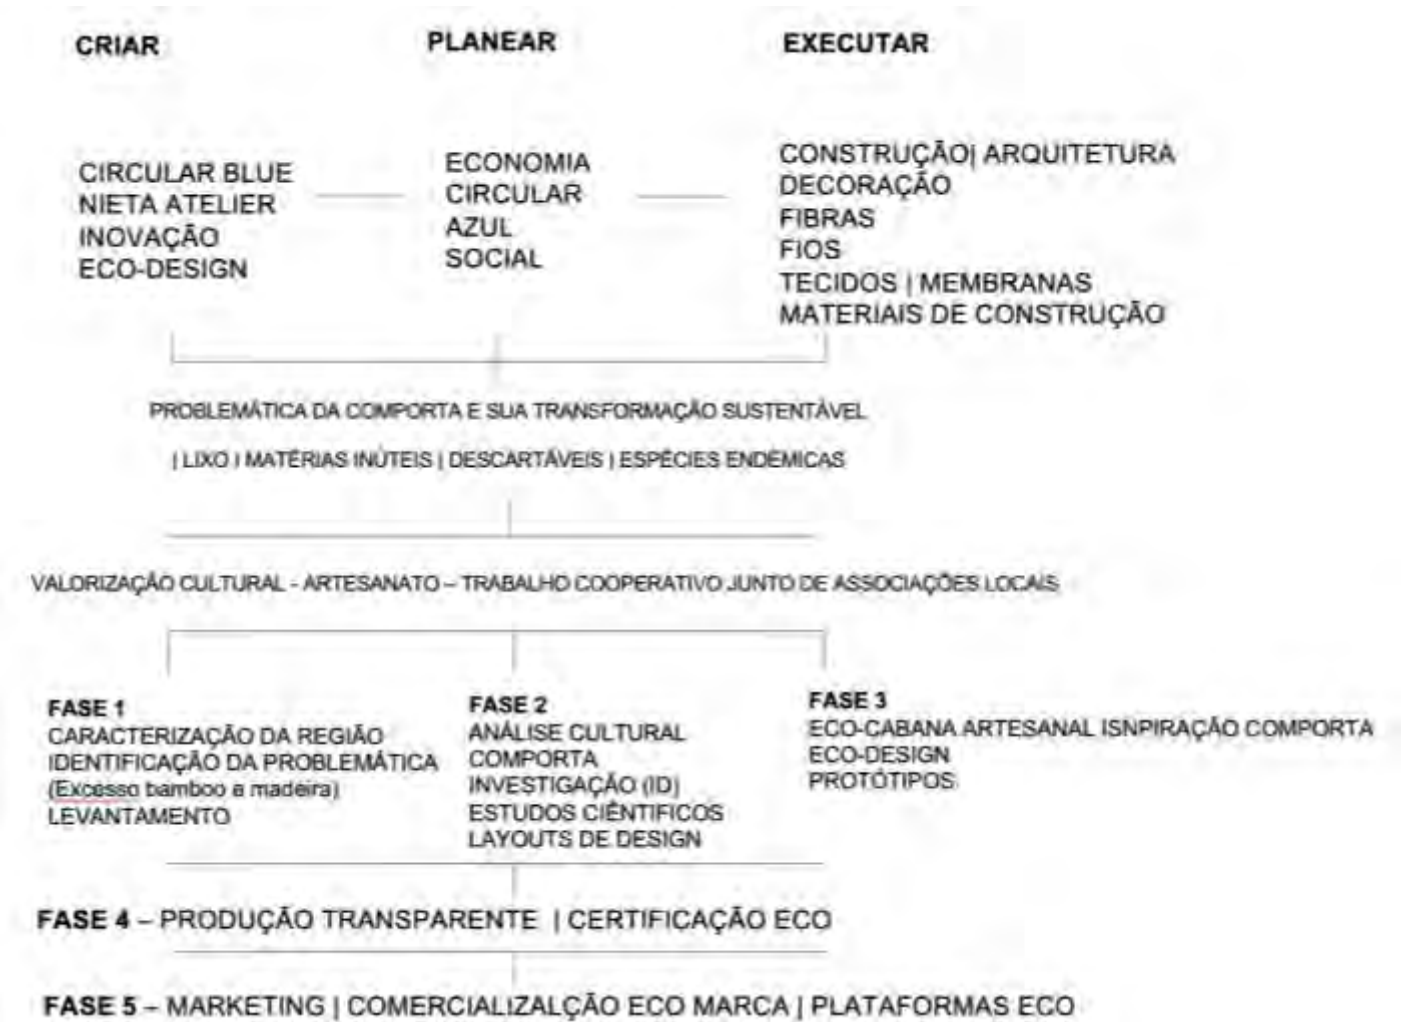 CRIAR
PLANEAR
EXECUTAR
CIRCULAR BLUE
NIETA ATELIER
INOVAÇÃO
ECO-DESIGN
ECONOMIA
CIRCULAR
AZUL
SOCIAL
CONSTRUÇÃO| ARQUITETURA
DECORAÇÃO
FIBRAS
FIOS
TECIDOS | MEMBRANAS
MATERIAIS DE CONSTRUÇÃO
PROBLEMÁTICA DA COMPORTA E SUA TRANSFORMAÇÃO SUSTENTÁVEL
| LIXO | MATÉRIAS INÚTEIS | DESCARTÁVEIS | ESPÉCIES ENDÉMICAS
VALORIZAÇÃO CULTURAL - ARTESANATO – TRABALHO COOPERATIVO JUNTO DE ASSOCIAÇÕES LOCAIS
FASE 1
CARACTERIZAÇÃO DA REGIÃO
IDENTIFICAÇÃO DA PROBLEMÁTICA
(Excesso bamboo e madeira)
LEVANTAMENTO
FASE 2
ANÁLISE CULTURAL
COMPORTA
INVESTIGAÇÃO (ID)
ESTUDOS CIÊNTIFICOS
LAYOUTS DE DESIGN
FASE 3
ECO-CABANA ARTESANAL ISNPIRAÇÃO COMPORTA
ECO-DESIGN
PROTÓTIPOS
FASE 4 – PRODUÇÃO TRANSPARENTE | CERTIFICAÇÃO ECO
FASE 5 – MARKETING | COMERCIALIZALÇÃO ECO MARCA | PLATAFORMAS ECO